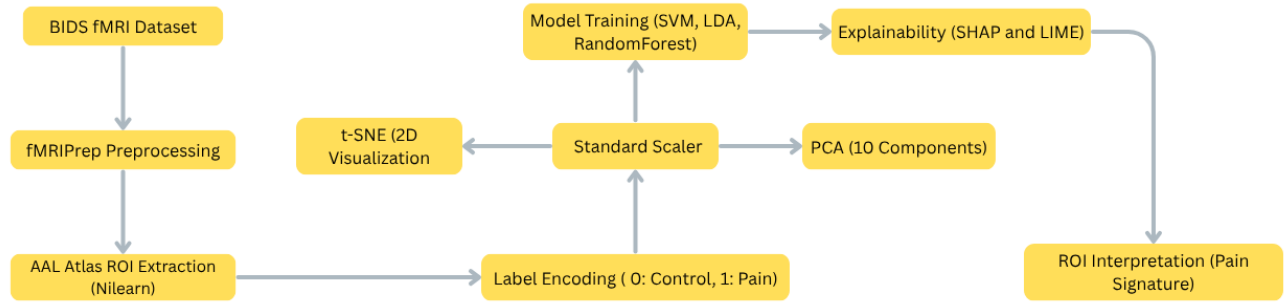 BIDS fMRI Dataset
fMRIPrep Preprocessing
AAL Atlas ROI Extraction
(Nilearn)
Label Encoding ( 0: Control, 1: Pain)
Standard Scaler
t-SNE (2D
Visualization
PCA (10 Components)
Model Training (SVM, LDA,
RandomForest)
Explainability (SHAP and LIME)
ROI Interpretation (Pain
Signature)